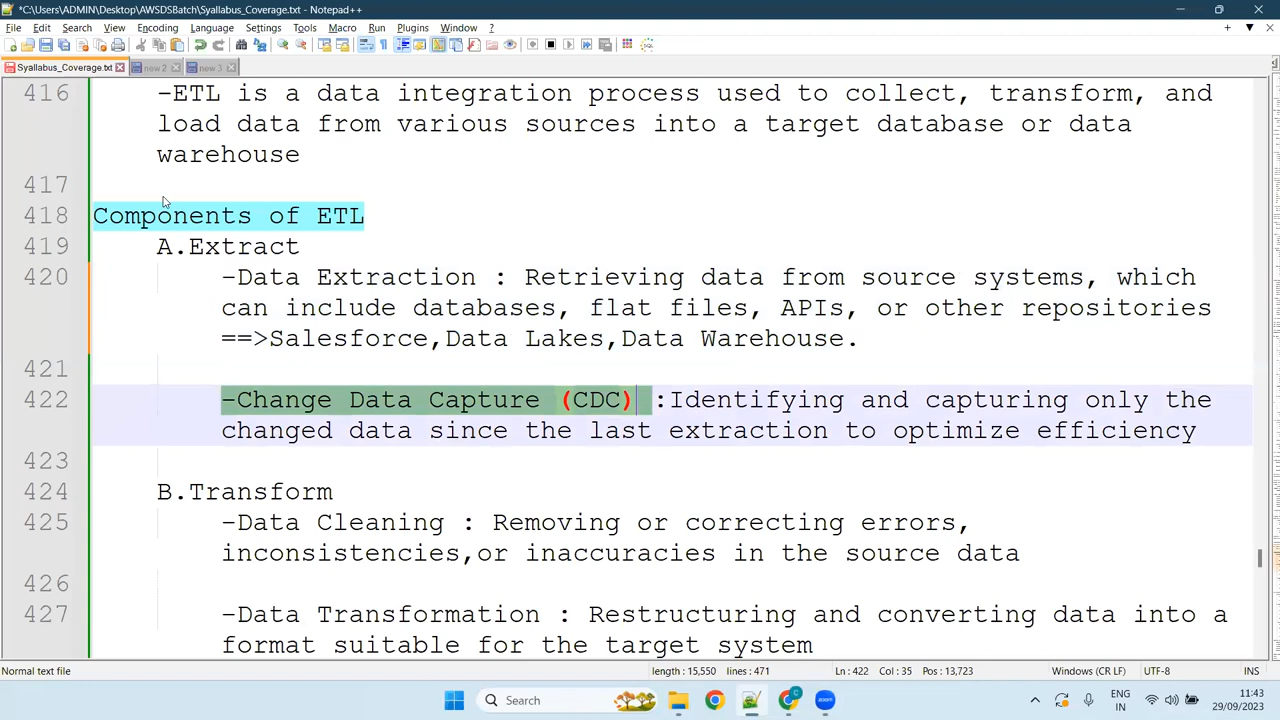 *C:\Users\ADMIN\Desktop\AWSDSBatch\Syallabus_Coverage.txt - Notepad++
File Edit Search View Encoding Language Settings Tools Macro Run Plugins Window ?
Syallabus_Coverage.txt new 2 new 3
416 -ETL is a data integration process used to collect, transform, and
load data from various sources into a target database or data
warehouse
417
418 Components of ETL
419 A.Extract
420 -Data Extraction : Retrieving data from source systems, which
can include databases, flat files, APIs, or other repositories
==>Salesforce,Data Lakes,Data Warehouse.
421
422 -Change Data Capture (CDC) :Identifying and capturing only the
changed data since the last extraction to optimize efficiency
423
424 B.Transform
425 -Data Cleaning : Removing or correcting errors,
inconsistencies,or inaccuracies in the source data
426
427 -Data Transformation : Restructuring and converting data into a
format suitable for the target system
Normal text file length : 15,550 lines : 471 Ln : 422 Col : 35 Pos : 13,723 Windows (CR LF) UTF-8 INS
Search ENG IN 11:43
29/09/2023